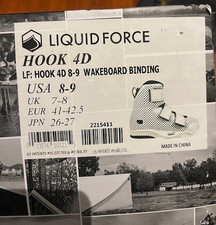 LIQUID FORCE
HOOK 4D
LF: HOOK 4D 8-9 WAKEBOARD BINDING
USA 8-9
UK 7-8
EUR 41-42.5
JPN 26-27
2215411
MADE IN CHINA